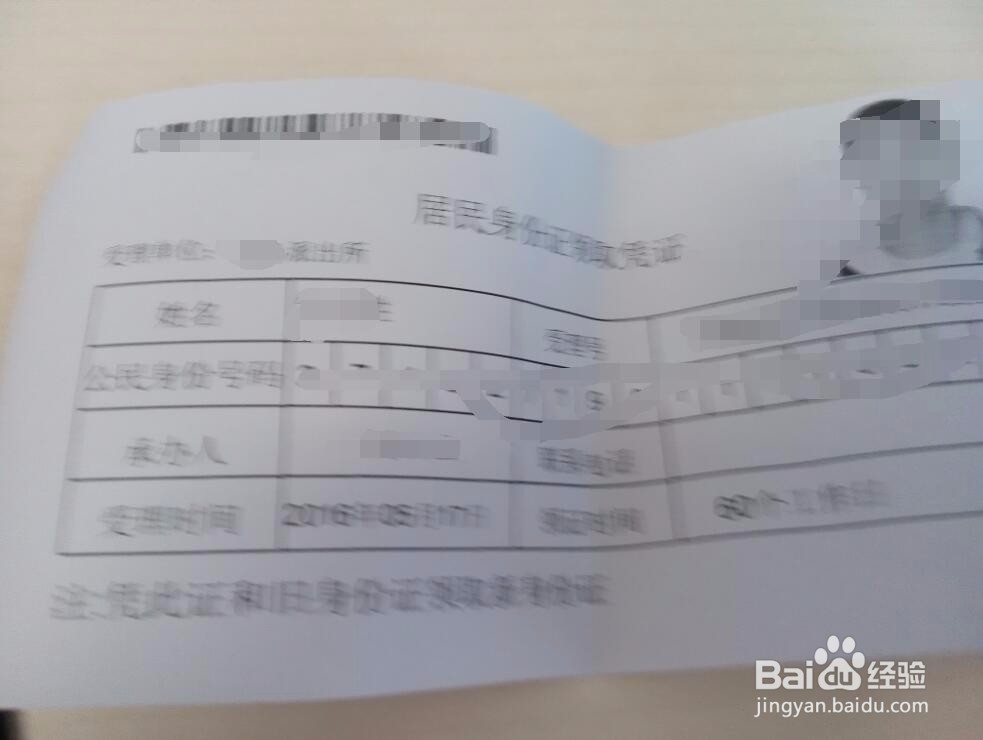 居民身份证领取凭证
受理单位: 派出所
姓名 受理号
公民身份号码
承办人 联系电话
受理时间 2016年08月17日 领证时间 60个工作日
注:凭此证和旧身份证领取新身份证
Bai du 经验
jingyan.baidu.com